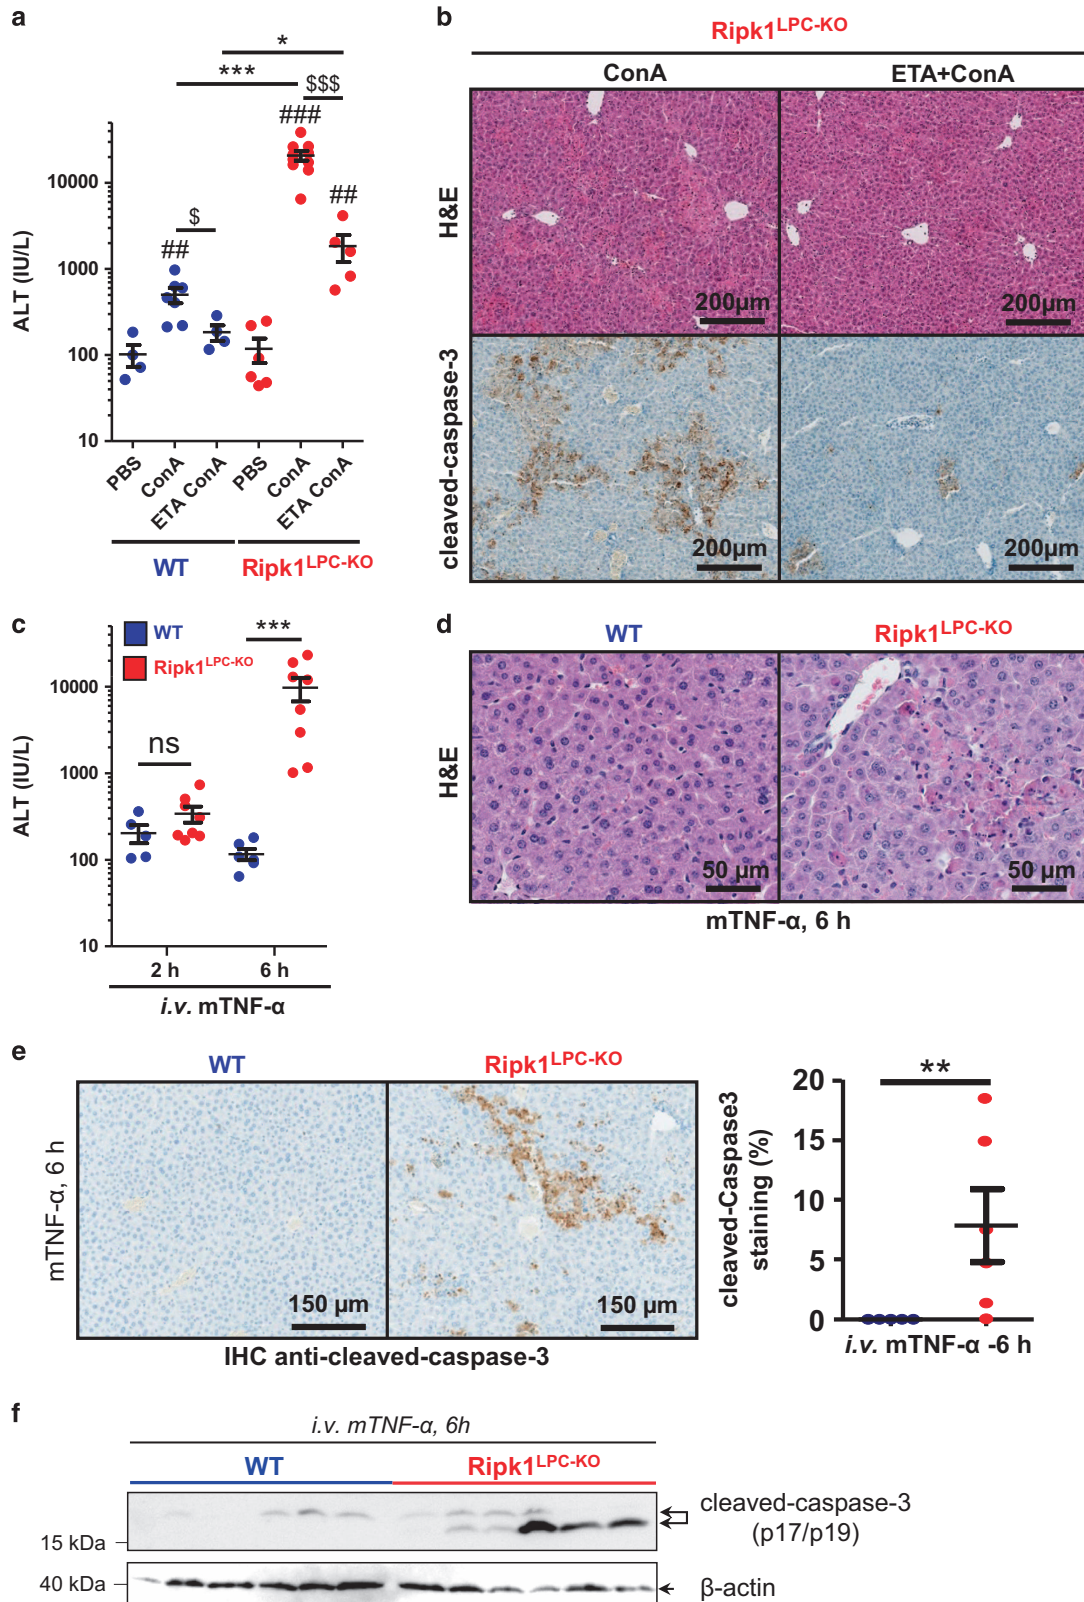 a
ALT (IU/L)
10000
1000
100
10
*
***
$$$
###
##
$
##
PBS
ConA
ETA ConA
PBS
ConA
ETA ConA
WT
Ripk1LPC-KO
b
Ripk1LPC-KO
ConA
ETA+ConA
H&E
200µm
200µm
cleaved-caspase-3
200µm
200µm
c
WT
Ripk1LPC-KO
***
ns
ALT (IU/L)
10000
1000
100
10
2 h
6 h
i.v. mTNF-α
d
WT
Ripk1LPC-KO
H&E
50 µm
50 µm
mTNF-α, 6 h
e
WT
Ripk1LPC-KO
mTNF-α, 6 h
150 µm
150 µm
IHC anti-cleaved-caspase-3
cleaved-Caspase3
staining (%)
20
15
10
5
0
**
i.v. mTNF-α -6 h
f
i.v. mTNF-α, 6h
WT
Ripk1LPC-KO
15 kDa
cleaved-caspase-3
(p17/p19)
40 kDa
β-actin